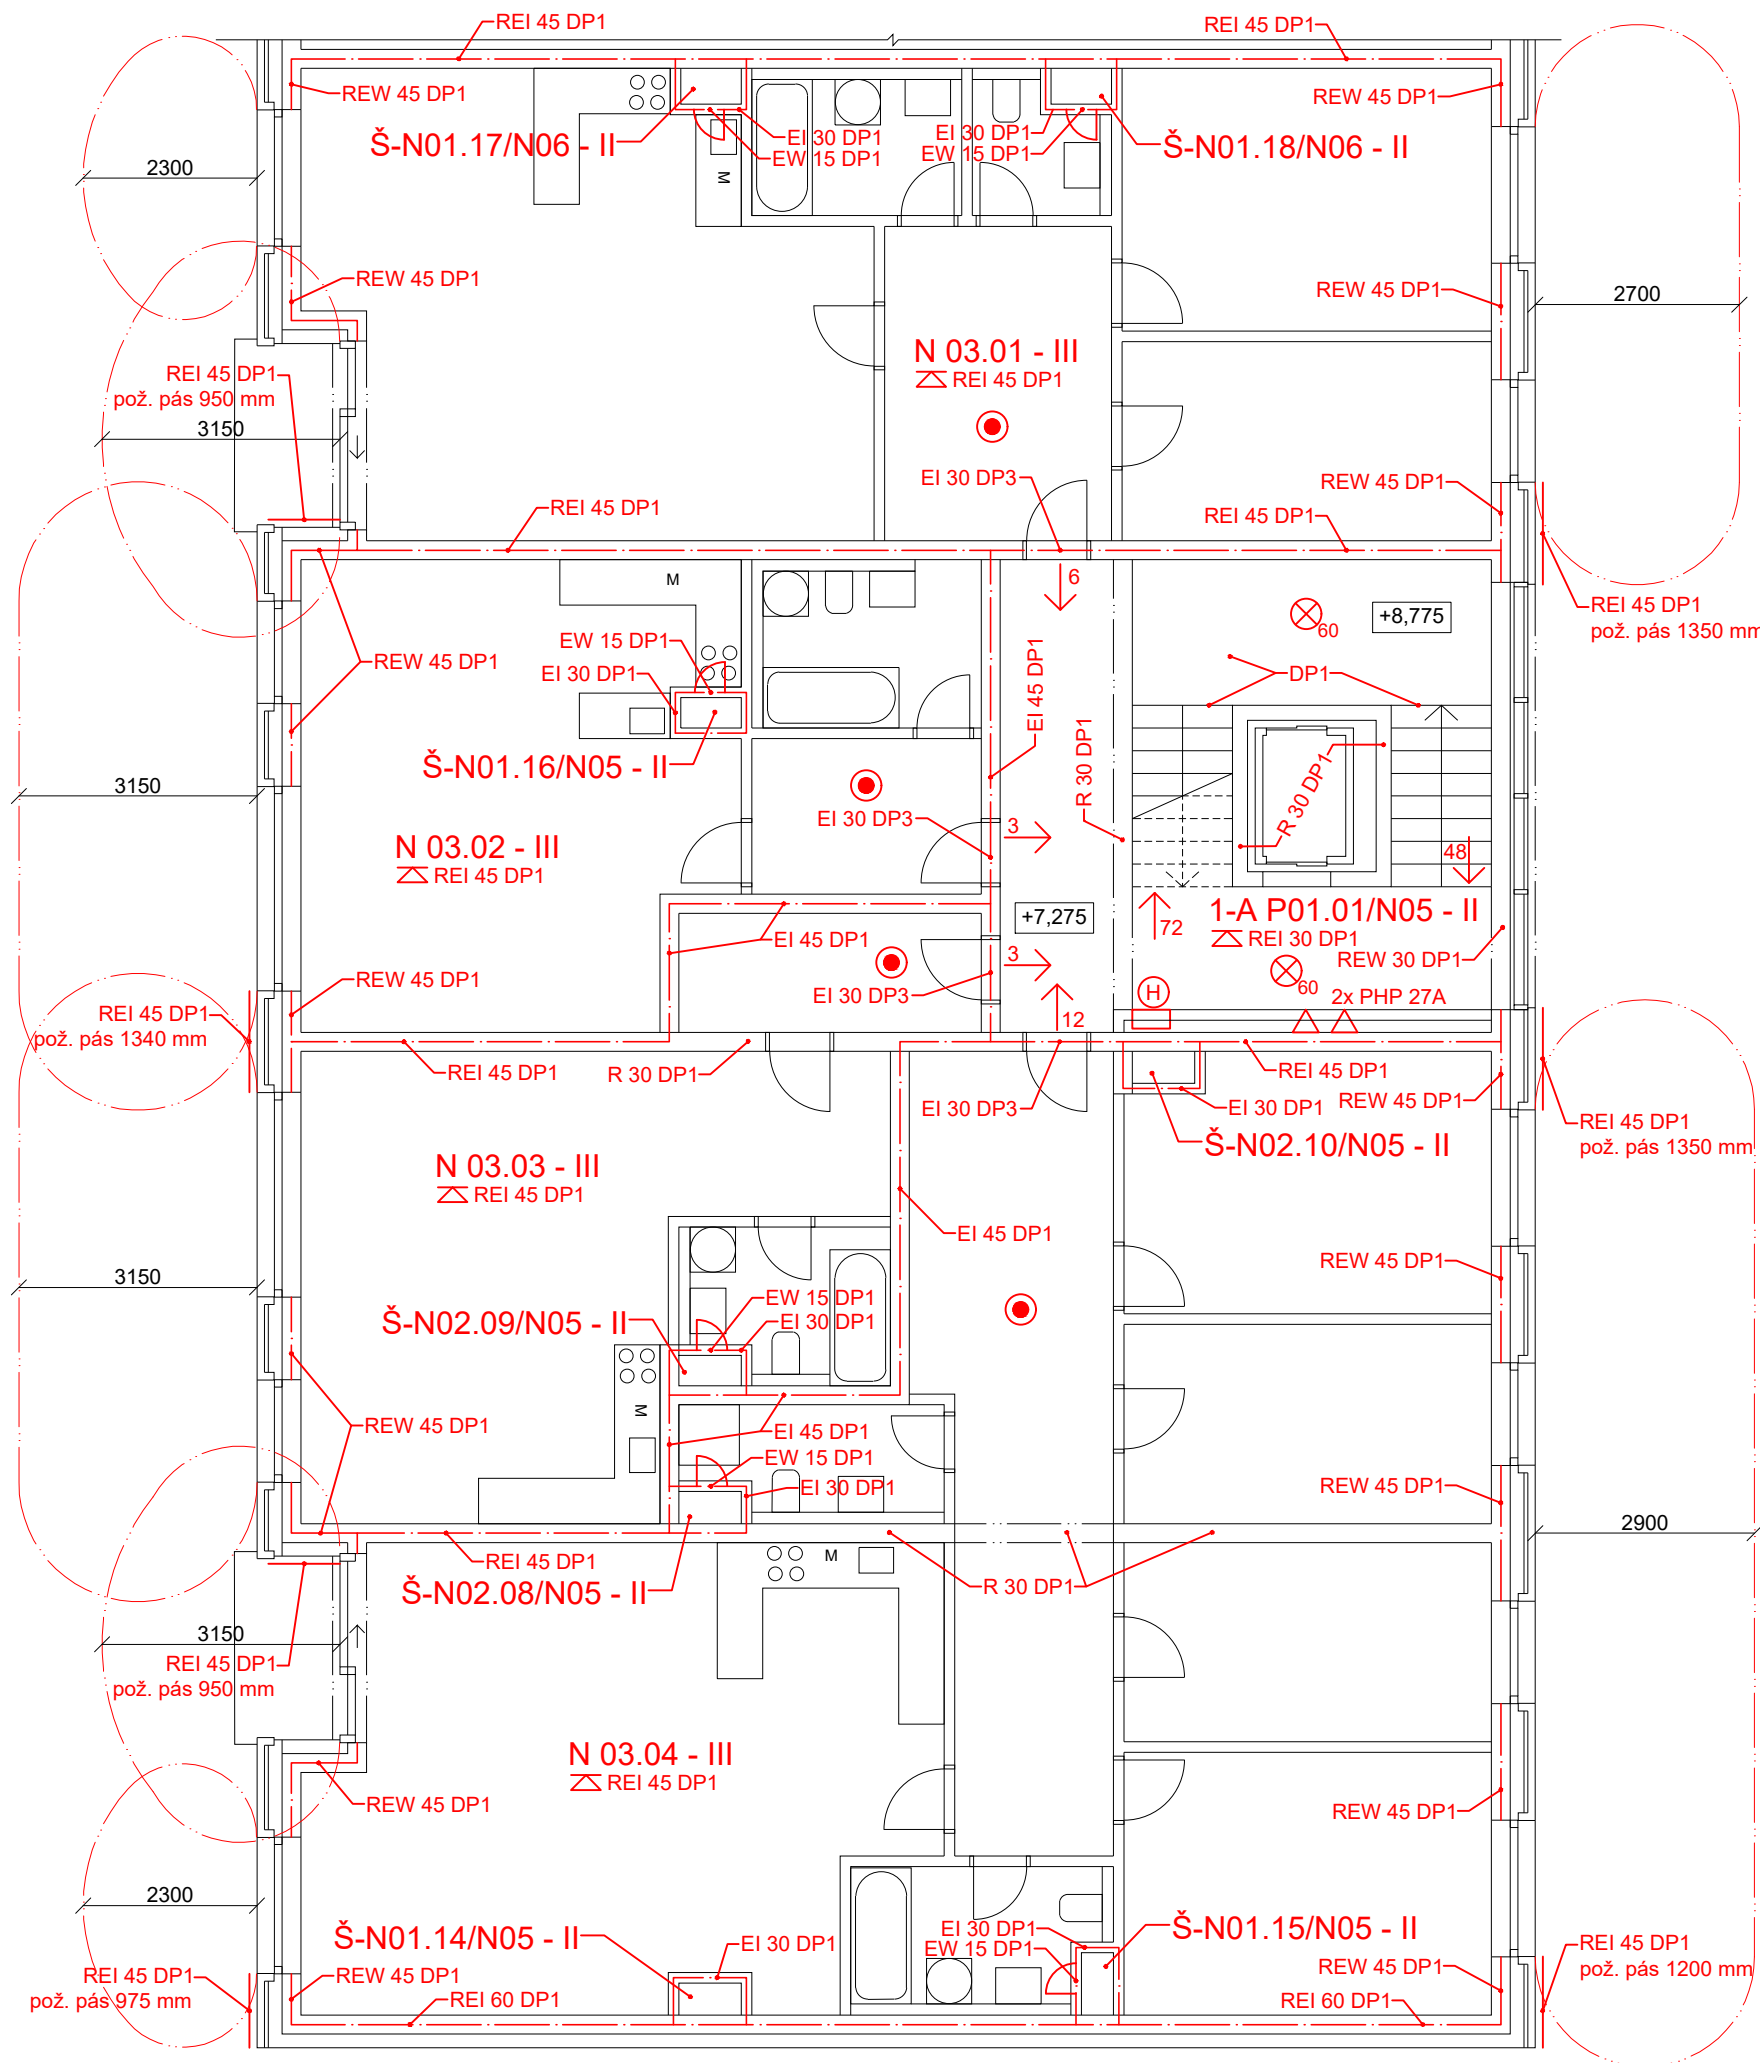 REI 45 DP1
REI 45 DP1
REW 45 DP1
REW 45 DP1
Š-N01.17/N06 - II
EI 30 DP1
EW 15 DP1
EI 30 DP1
EW 15 DP1
Š-N01.18/N06 - II
2300
M
REW 45 DP1
REW 45 DP1
2700
N 03.01 - III
REI 45 DP1
REI 45 DP1
pož. pás 950 mm
3150
EI 30 DP3
REW 45 DP1
REI 45 DP1
REI 45 DP1
M
6
60
+8,775
REI 45 DP1
pož. pás 1350 mm
EW 15 DP1
EI 30 DP1
REW 45 DP1
EI 45 DP1
DP1
R 30 DP1
R 30 DP1
Š-N01.16/N05 - II
3150
EI 30 DP3
3
N 03.02 - III
REI 45 DP1
48
+7,275
72
1-A P01.01/N05 - II
REI 30 DP1
REW 30 DP1
EI 45 DP1
3
REW 45 DP1
EI 30 DP3
60
H
2x PHP 27A
12
REI 45 DP1
pož. pás 1340 mm
REI 45 DP1
R 30 DP1
EI 30 DP3
REI 45 DP1
EI 30 DP1
REW 45 DP1
Š-N02.10/N05 - II
REI 45 DP1
pož. pás 1350 mm
N 03.03 - III
REI 45 DP1
EI 45 DP1
REW 45 DP1
3150
EW 15 DP1
EI 30 DP1
Š-N02.09/N05 - II
M
REW 45 DP1
EI 45 DP1
EW 15 DP1
EI 30 DP1
REW 45 DP1
2900
REI 45 DP1
M
R 30 DP1
Š-N02.08/N05 - II
3150
REI 45 DP1
pož. pás 950 mm
N 03.04 - III
REI 45 DP1
REW 45 DP1
REW 45 DP1
2300
Š-N01.14/N05 - II
EI 30 DP1
EI 30 DP1
EW 15 DP1
Š-N01.15/N05 - II
REI 45 DP1
pož. pás 975 mm
REW 45 DP1
REI 60 DP1
REW 45 DP1
REI 60 DP1
REI 45 DP1
pož. pás 1200 mm